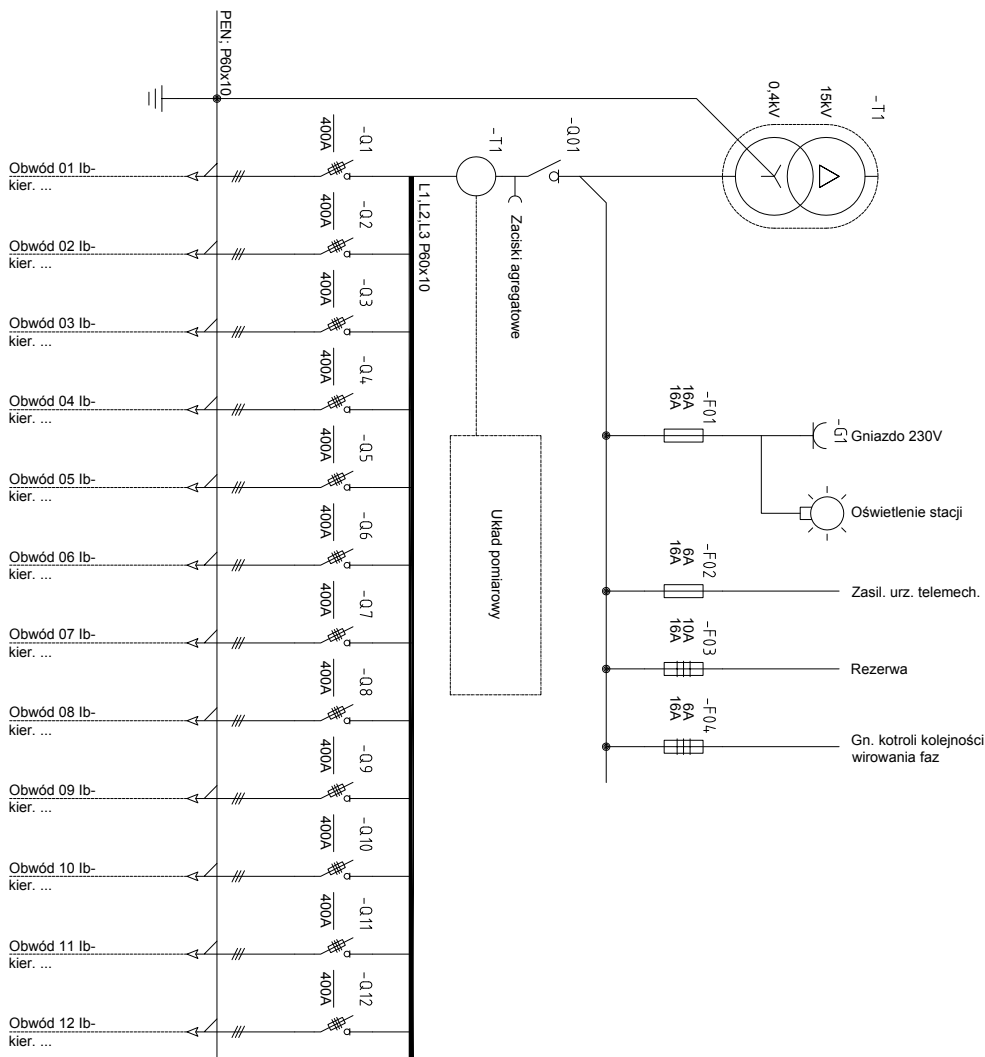 PEN; P60x10
-T1
15kV
0,4kV
-Q01
-T1
Zaciski agregatowe
L1,L2,L3 P60x10
Układ pomiarowy
-F01
16A
16A
-G1
Gniazdo 230V
Oświetlenie stacji
-F02
6A
16A
Zasil. urz. telemech.
-F03
10A
16A
Rezerwa
-F04
6A
16A
Gn. kotroli kolejności
wirowania faz
-Q1
400A
Obwód 01 Ib-
kier. ...
-Q2
400A
Obwód 02 Ib-
kier. ...
-Q3
400A
Obwód 03 Ib-
kier. ...
-Q4
400A
Obwód 04 Ib-
kier. ...
-Q5
400A
Obwód 05 Ib-
kier. ...
-Q6
400A
Obwód 06 Ib-
kier. ...
-Q7
400A
Obwód 07 Ib-
kier. ...
-Q8
400A
Obwód 08 Ib-
kier. ...
-Q9
400A
Obwód 09 Ib-
kier. ...
-Q10
400A
Obwód 10 Ib-
kier. ...
-Q11
400A
Obwód 11 Ib-
kier. ...
-Q12
400A
Obwód 12 Ib-
kier. ...